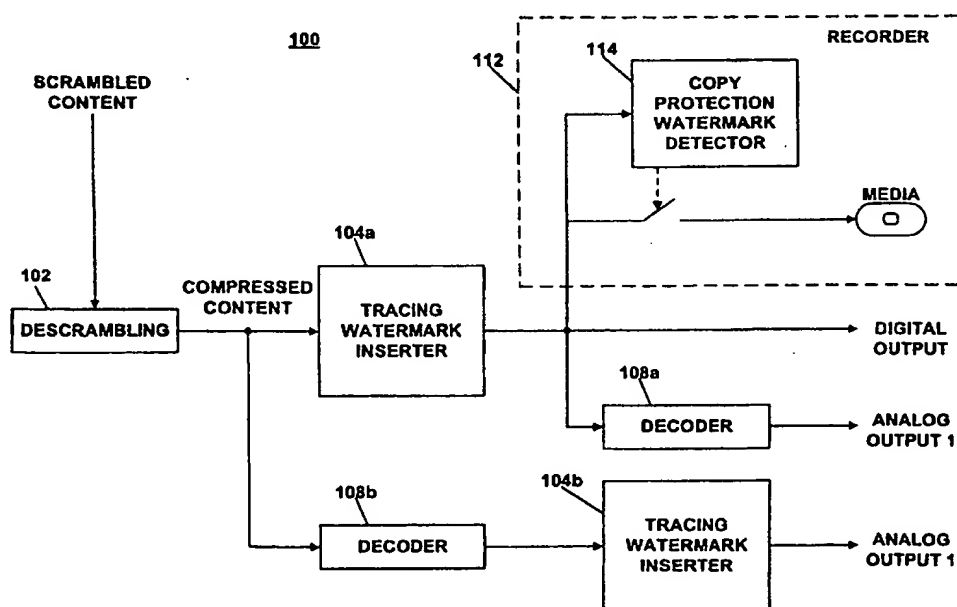 100
RECORDER
112
114
COPY
PROTECTION
WATERMARK
DETECTOR
SCRAMBLED
CONTENT
MEDIA
104a
102
COMPRESSED
CONTENT
DESCRAMBLING
TRACING
WATERMARK
INSERTER
DIGITAL
OUTPUT
108a
DECODER
ANALOG
OUTPUT 1
108b
DECODER
104b
TRACING
WATERMARK
INSERTER
ANALOG
OUTPUT 1